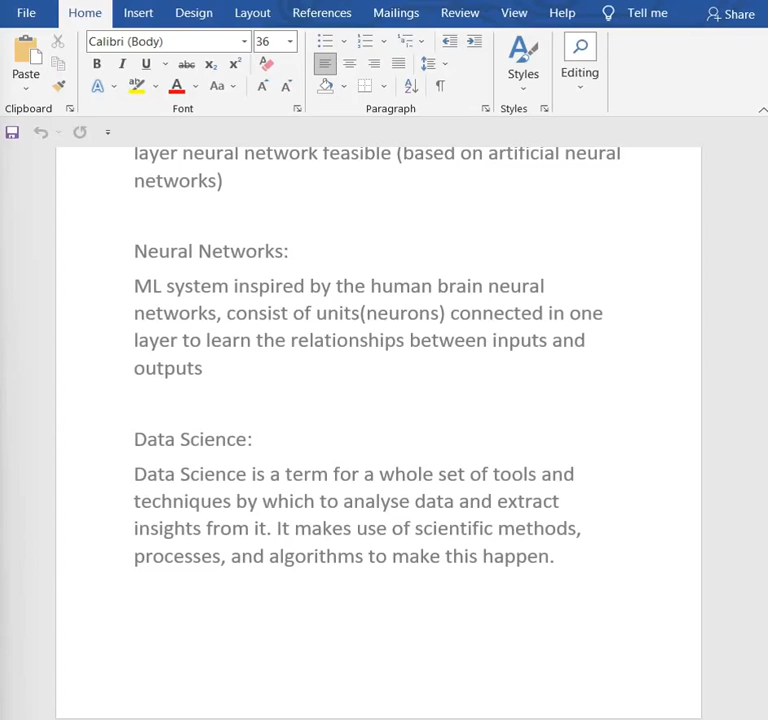 File Home Insert Design Layout References Mailings Review View Help Tell me Share
Calibri (Body) 36
Paste
B I U abc x₂ x² Styles Editing
A A Aa A A
Clipboard Font Paragraph Styles
layer neural network feasible (based on artificial neural
networks)
Neural Networks:
ML system inspired by the human brain neural
networks, consist of units(neurons) connected in one
layer to learn the relationships between inputs and
outputs
Data Science:
Data Science is a term for a whole set of tools and
techniques by which to analyse data and extract
insights from it. It makes use of scientific methods,
processes, and algorithms to make this happen.